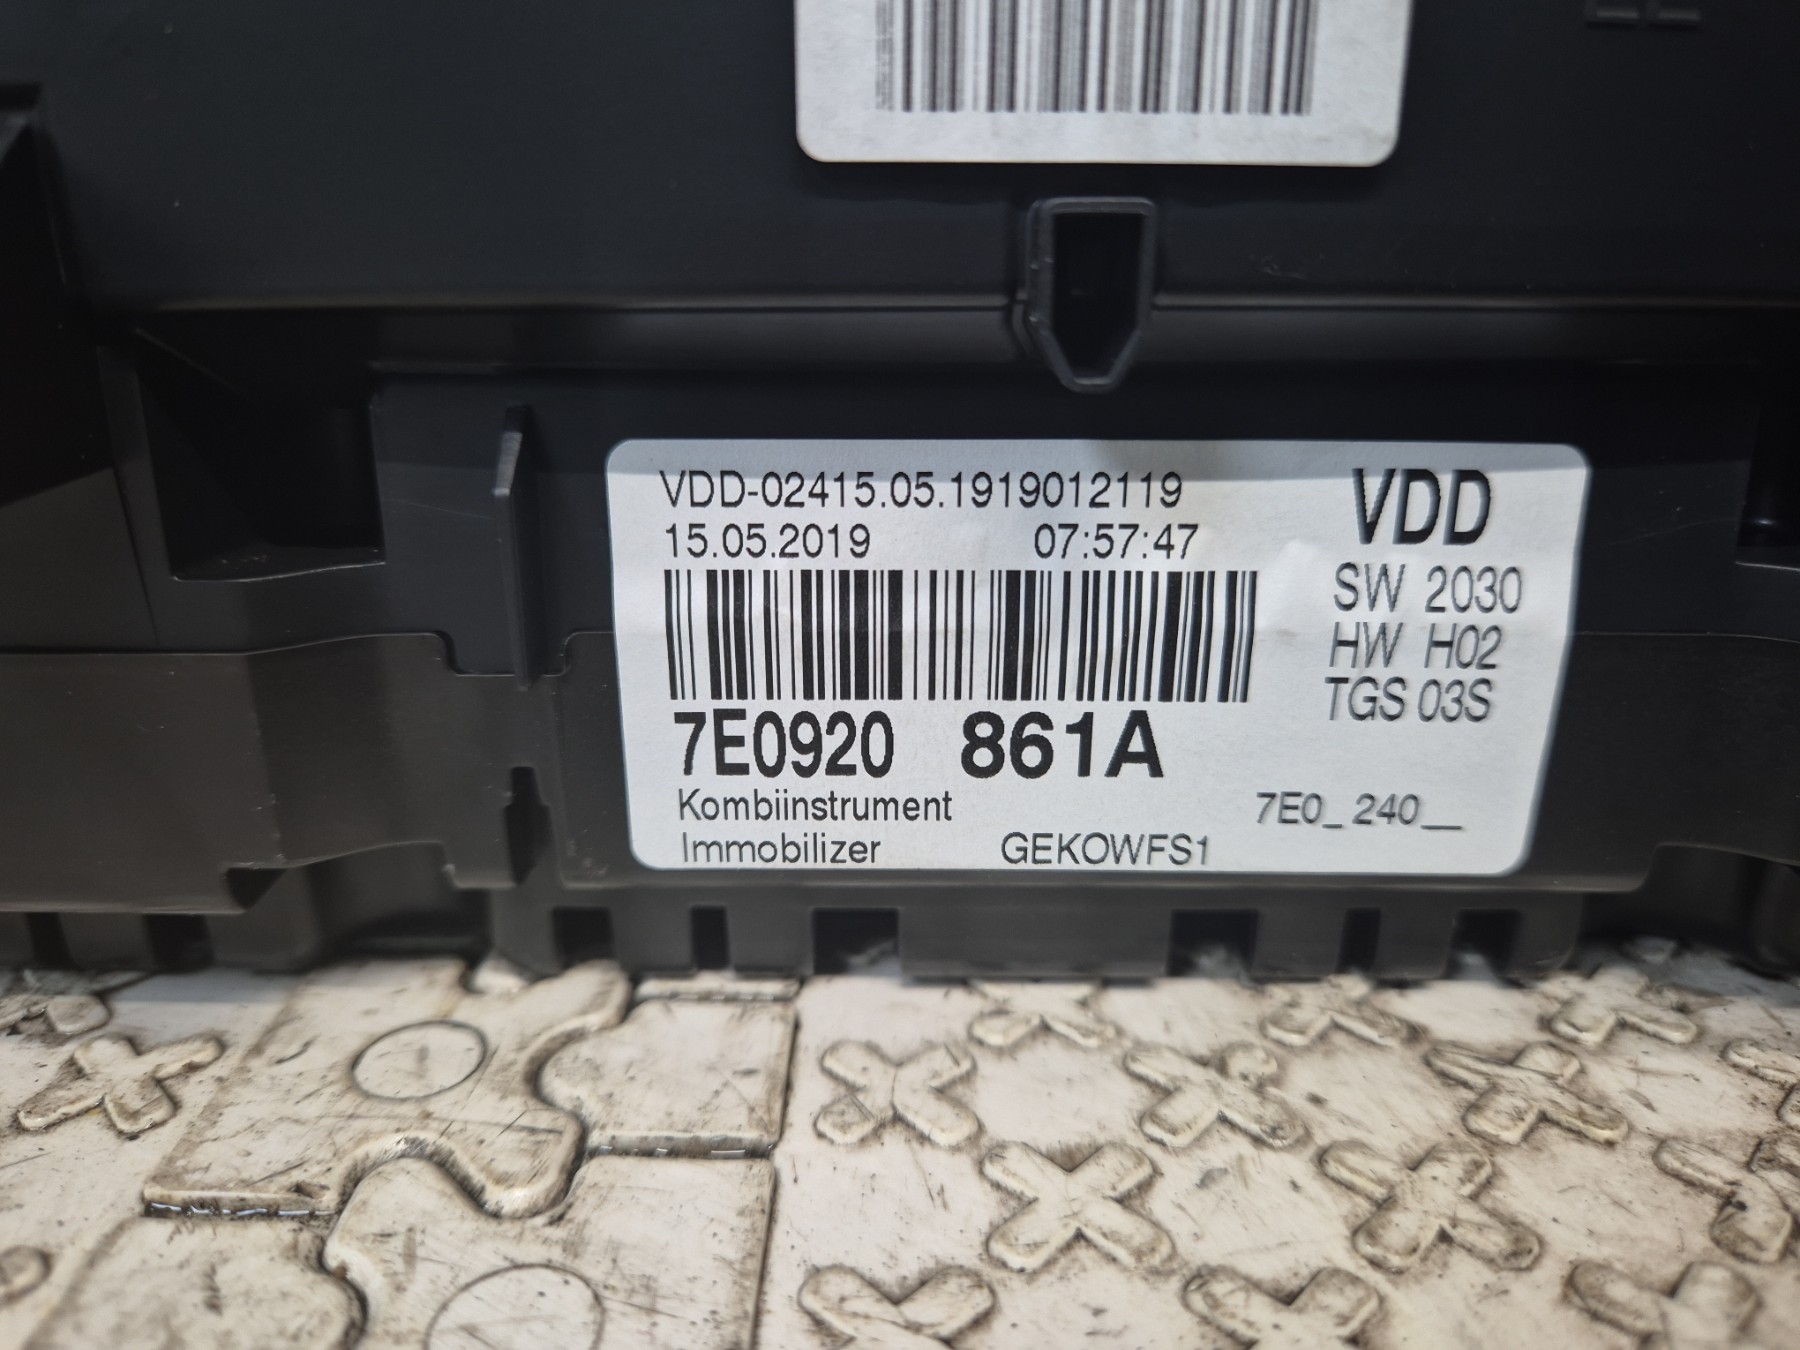 VDD-02415.05.1919012119
15.05.2019 07:57:47
VDD
SW 2030
HW H02
TGS 03S
7E0920 861A
Kombiinstrument
7E0_240__
Immobilizer GEKOWFS1